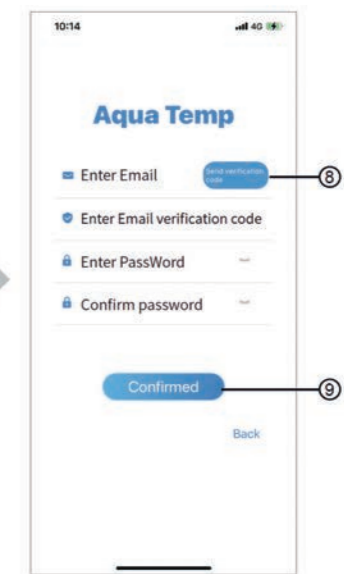 10:14 4G
Aqua Temp
Enter Email Send verification code ⑧
Enter Email verification code
Enter PassWord
Confirm password
Confirmed ⑨
Back